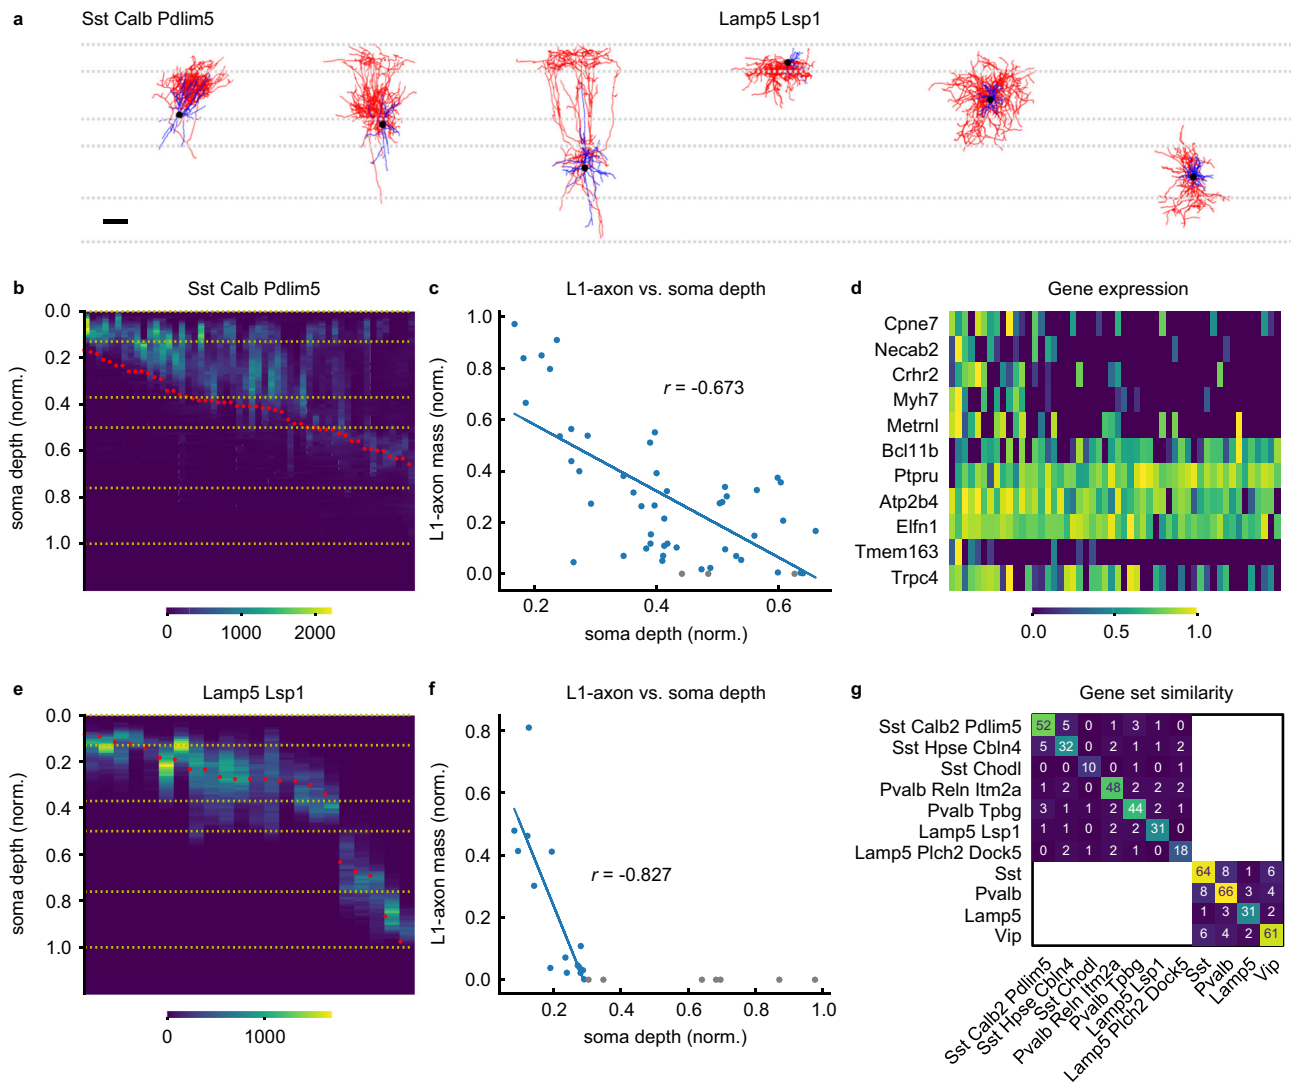 a
Sst Calb Pdlim5
Lamp5 Lsp1
b
Sst Calb Pdlim5
soma depth (norm.)
0.0
0.2
0.4
0.6
0.8
1.0
0 1000 2000
c
L1-axon vs. soma depth
L1-axon mass (norm.)
1.0
0.8
0.6
0.4
0.2
0.0
r = -0.673
0.2 0.4 0.6
soma depth (norm.)
d
Gene expression
Cpne7
Necab2
Crhr2
Myh7
Metrnl
Bcl11b
Ptpru
Atp2b4
Elfn1
Tmem163
Trpc4
0.0 0.5 1.0
e
Lamp5 Lsp1
soma depth (norm.)
0.0
0.2
0.4
0.6
0.8
1.0
0 1000
f
L1-axon vs. soma depth
L1-axon mass (norm.)
0.8
0.6
0.4
0.2
0.0
r = -0.827
0.2 0.4 0.6 0.8 1.0
soma depth (norm.)
g
Gene set similarity
Sst Calb2 Pdlim5 52 5 0 1 3 1 0
Sst Hpse Cbln4 5 32 0 2 1 1 2
Sst Chodl 0 0 10 0 1 0 1
Pvalb Reln Itm2a 1 2 0 48 2 2 2
Pvalb Tpbg 3 1 1 2 44 2 1
Lamp5 Lsp1 1 1 0 2 2 31 0
Lamp5 Plch2 Dock5 0 2 1 2 1 0 18
Sst 64 8 1 6
Pvalb 8 66 3 4
Lamp5 1 3 31 2
Vip 6 4 2 61
Sst Calb2 Pdlim5
Sst Hpse Cbln4
Sst Chodl
Pvalb Reln Itm2a
Pvalb Tpbg
Lamp5 Lsp1
Lamp5 Plch2 Dock5
Sst
Pvalb
Lamp5
Vip